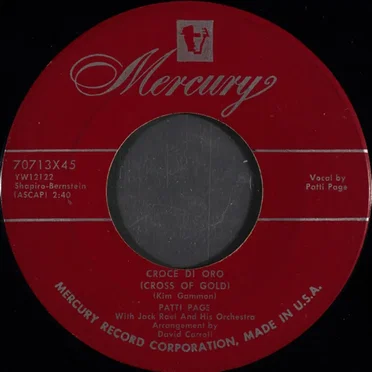 Mercury
70713X45
YW12122
Shapiro-Bernstein
(ASCAP) 2:40
Vocal by
Patti Page
CROCE DI ORO
(CROSS OF GOLD)
(Kim Gannon)
PATTI PAGE
With Jack Rael And His Orchestra
Arrangement by
David Carroll
MERCURY RECORD CORPORATION, MADE IN U.S.A.